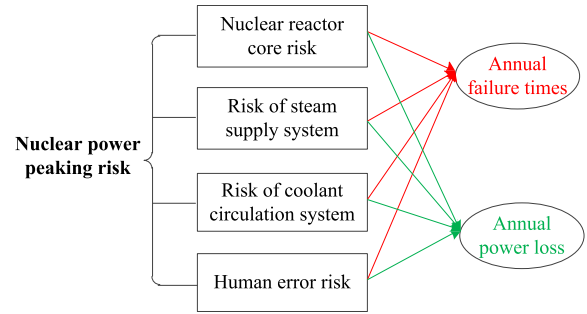 Nuclear power
peaking risk
Nuclear reactor
core risk
Risk of steam
supply system
Risk of coolant
circulation system
Human error risk
Annual
failure times
Annual
power loss